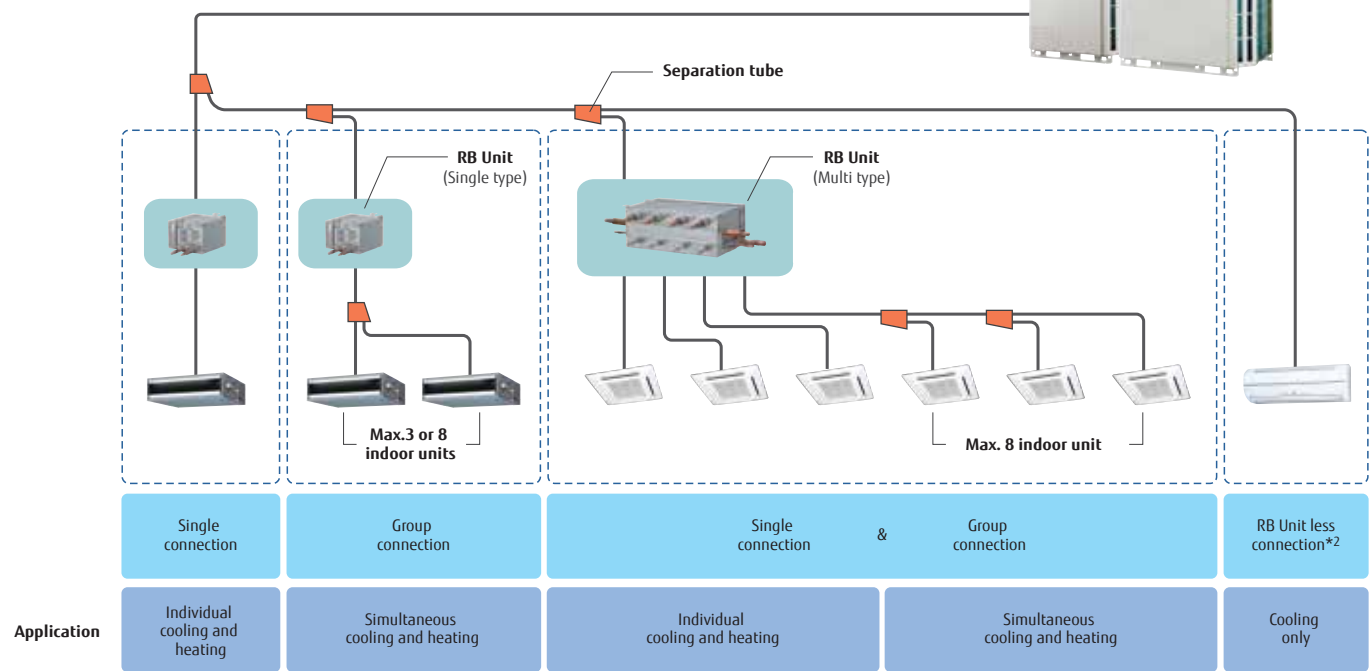 Separation tube
RB Unit
(Single type)
RB Unit
(Multi type)
Max.3 or 8
indoor units
Max. 8 indoor unit
Single
connection
Group
connection
Single
connection
&
Group
connection
RB Unit less
connection*2
Application
Individual
cooling and
heating
Simultaneous
cooling and heating
Individual
cooling and heating
Simultaneous
cooling and heating
Cooling
only